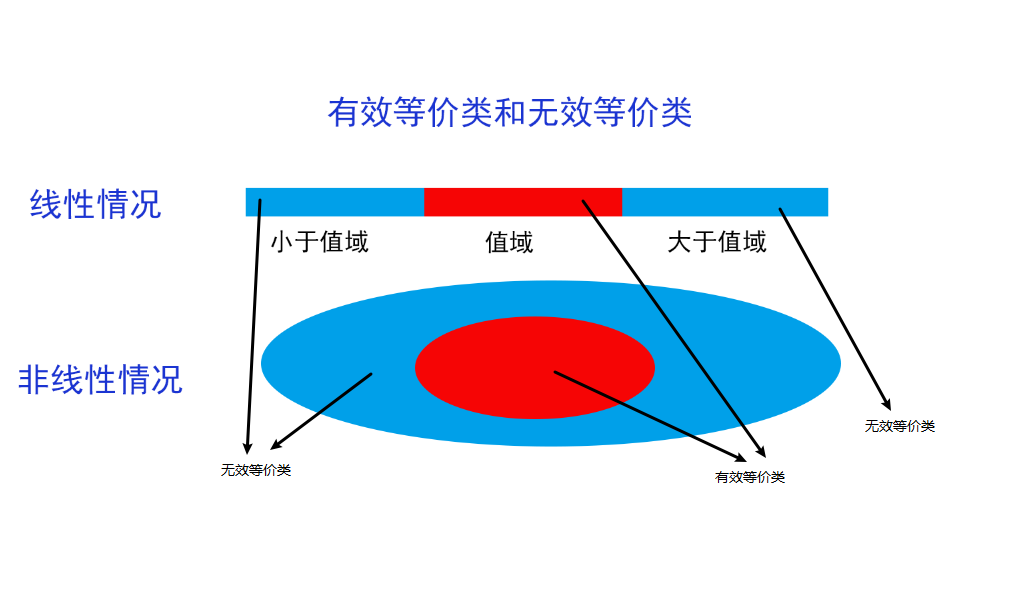 有效等价类和无效等价类
线性情况
小于值域
值域
大于值域
非线性情况
无效等价类
无效等价类
有效等价类